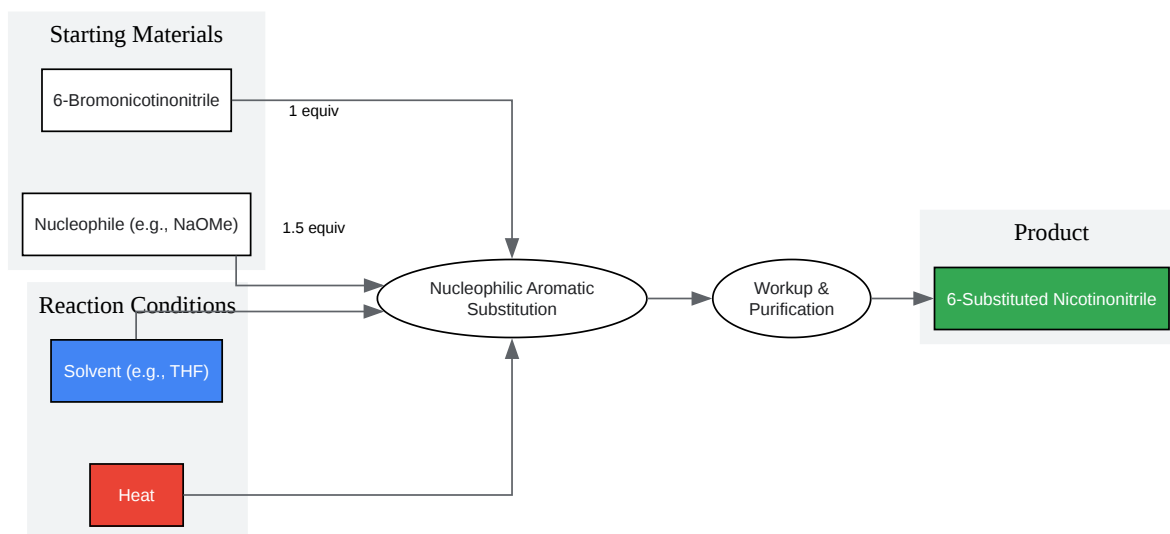 Starting Materials
6-Bromonicotinonitrile
1 equiv
Nucleophile (e.g., NaOMe)
1.5 equiv
Reaction Conditions
Solvent (e.g., THF)
Heat
Nucleophilic Aromatic
Substitution
Workup &
Purification
Product
6-Substituted Nicotinonitrile